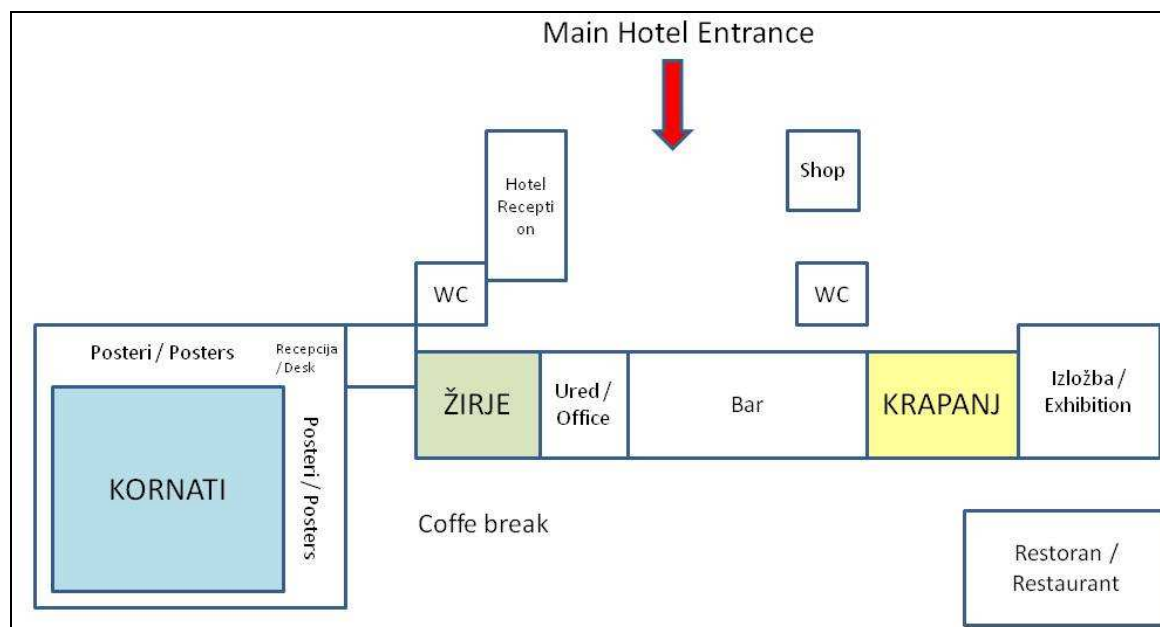 Main Hotel Entrance
Hotel
Recepti
on
Shop
WC
WC
Posteri / Posters
Recepcija
/ Desk
Posteri / Posters
KORNATI
ŽIRJE
Ured /
Office
Bar
KRAPANJ
Izložba /
Exhibition
Coffe break
Restoran /
Restaurant